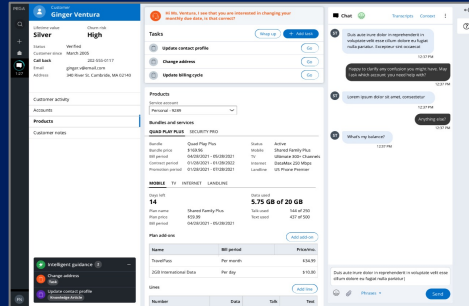 PEGA
Customer
Ginger Ventura
Lifetime value
Churn risk
Silver
High
Status
Verified
Customer since
March 2005
Call back
202-555-0117
Email
ginger.v@email.com
Address
340 River St. Cambride, MA 02143
Customer activity
Accounts
Products
Customer notes
Intelligent guidance 2
Change address
Task
Update contact profile
Knowledge Article
Hi Ms. Ventura, I see that you are interested in changing your
monthly due date, is that correct?
Tasks
Wrap up
+ Add task
Update contact profile
Go
Change address
Go
Update billing cycle
Go
Products
Service account
Personal - 9289
Bundles and services
QUAD PLAY PLUS
SECURITY PRO
Bundle
Quad Play Plus
Status
Active
Bundle price
$169.96
Mobile
Shared Family Plus
Bill period
04/28/2021 - 05/28/2021
TV
Ultimate 300+ Channels
Contract period
01/28/2021 - 01/28/2022
Internet
DataMax 250 Mbps
Promotion period
01/28/2021 - 07/28/2021
Landline
US Phone Premier
MOBILE
TV
INTERNET
LANDLINE
Days left
Data used
14
5.75 GB of 20 GB
Plan name
Shared Family Plus
Talk used
144 of 250
Plan price
$59.99
Text used
437 of 500
Bill period
04/29/2021 - 05/28/2021
Plan add-ons
Add add-on
Name
Bill period
Price/mo.
TravelPass
Per month
$34.99
2GB International Data
Per day
$10.00
Lines
Add line
Number
Data
Talk
Text
Chat
Transcripts
Context
Duis aute irure dolor in reprehenderit in
voluptate velit esse cillum dolore eu fugiat
nulla pariatur. Excepteur sint occaecat
12:37 PM
Happy to clarify any confusion you might have. May
I ask which account you need help with?
12:37 PM
Lorem ipsum dolor sit amet, consectetur
12:37 PM
Anything else?
12:37 PM
What's my balance?
12:37 PM
Duis aute irure dolor in reprehenderit in voluptate velit esse
cillum dolore eu fugiat nulla pariatur|
Phrases
Send